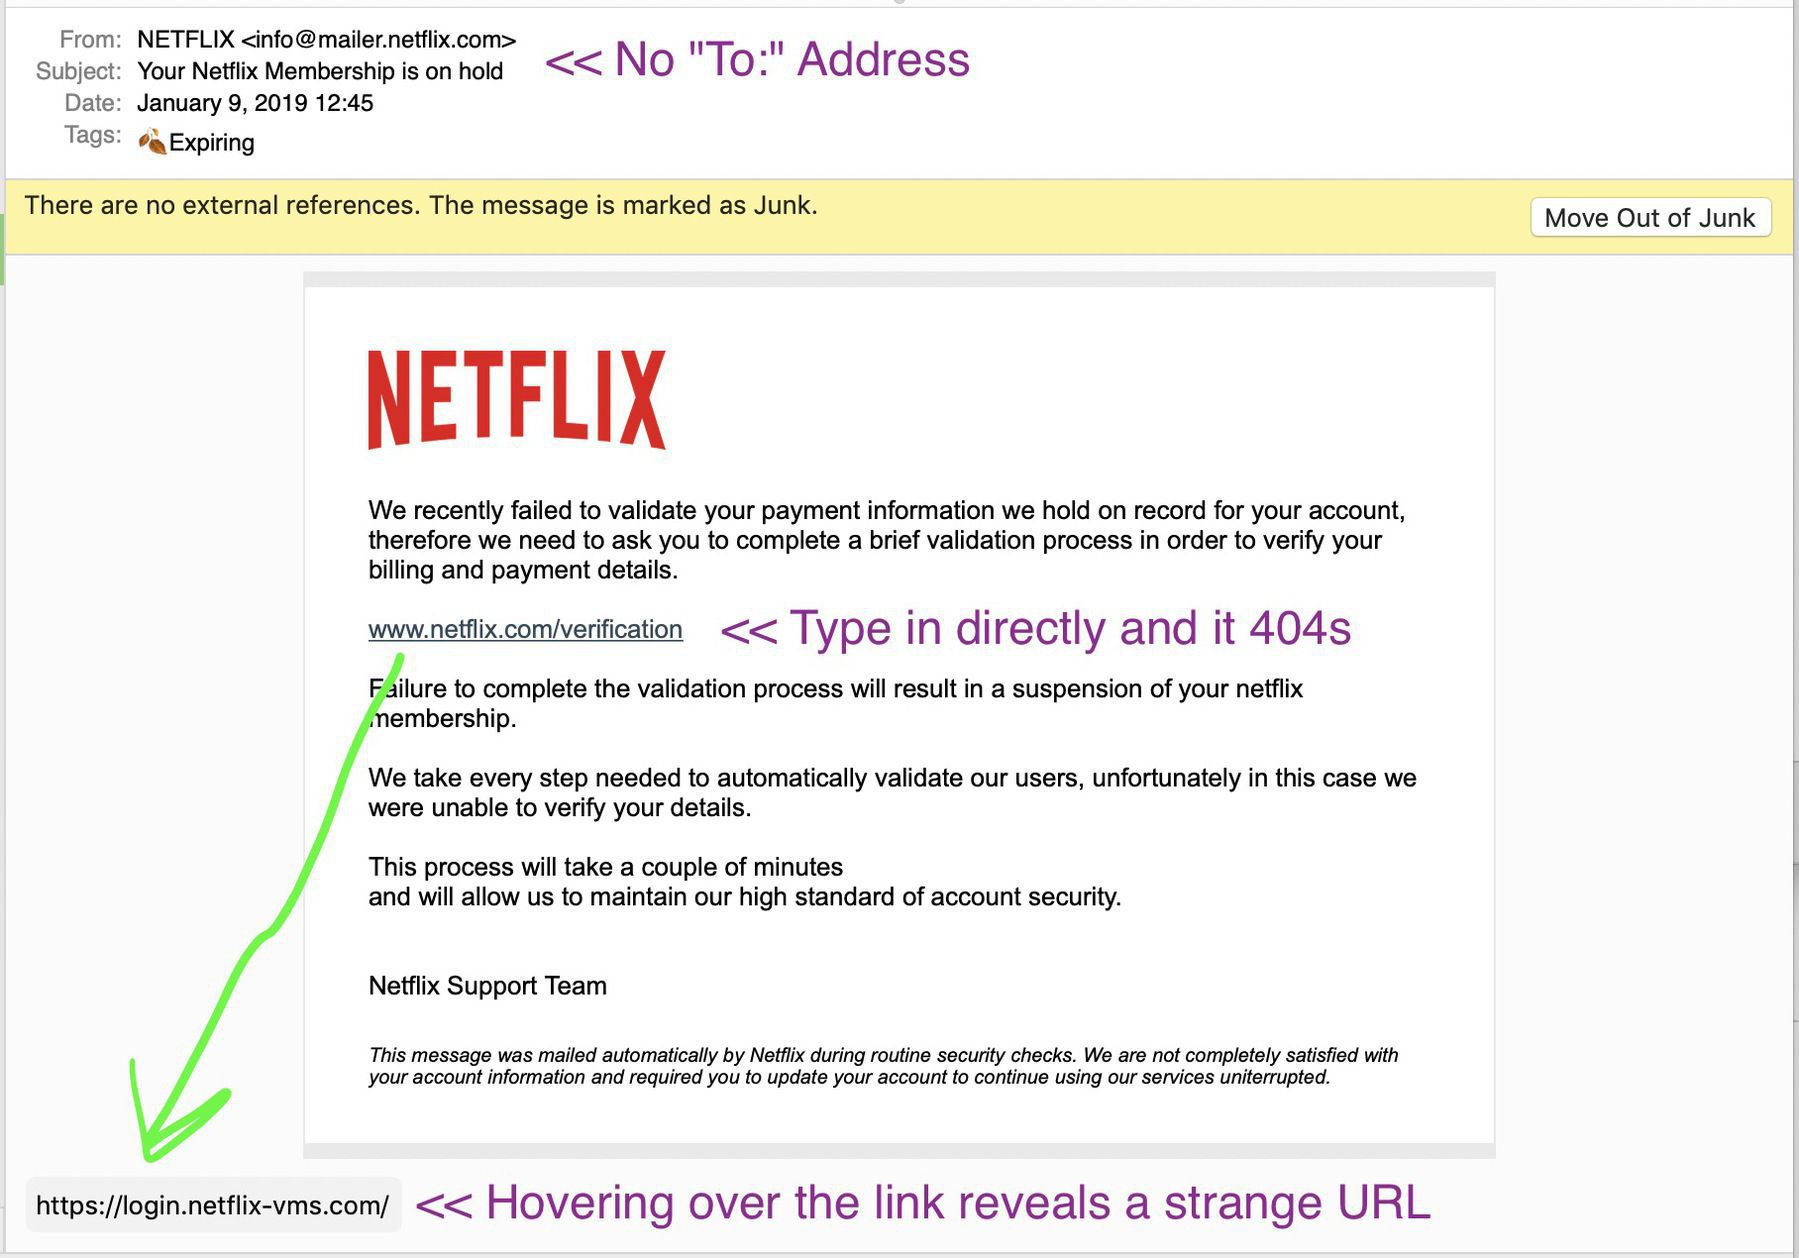 From: NETFLIX <info@mailer.netflix.com>
<< No "To:" Address
Subject: Your Netflix Membership is on hold
Date: January 9, 2019 12:45
Tags: Expiring
There are no external references. The message is marked as Junk.
Move Out of Junk
NETFLIX
We recently failed to validate your payment information we hold on record for your account,
therefore we need to ask you to complete a brief validation process in order to verify your
billing and payment details.
www.netflix.com/verification
<< Type in directly and it 404s
Failure to complete the validation process will result in a suspension of your netflix
membership.
We take every step needed to automatically validate our users, unfortunately in this case we
were unable to verify your details.
This process will take a couple of minutes
and will allow us to maintain our high standard of account security.
Netflix Support Team
This message was mailed automatically by Netflix during routine security checks. We are not completely satisfied with
your account information and required you to update your account to continue using our services uniterrupted.
https://login.netflix-vms.com/
<< Hovering over the link reveals a strange URL